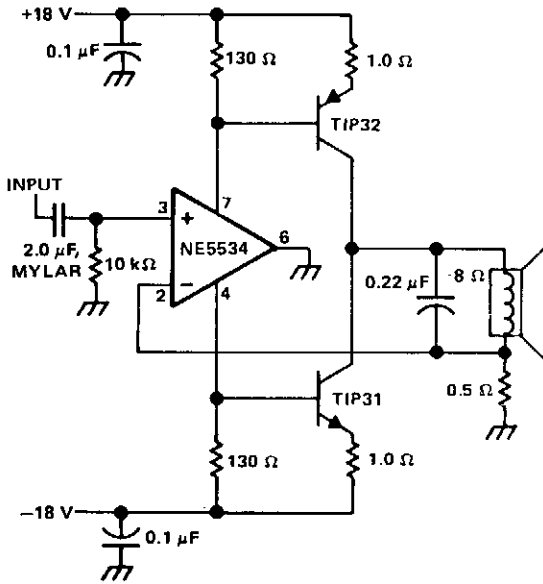 +18 V
0.1 μF
130 Ω
1.0 Ω
TIP32
INPUT
3
+
7
2.0 μF,
MYLAR
10 kΩ
NE5534
6
−
2
4
0.22 μF
8 Ω
TIP31
0.5 Ω
130 Ω
1.0 Ω
−18 V
0.1 μF